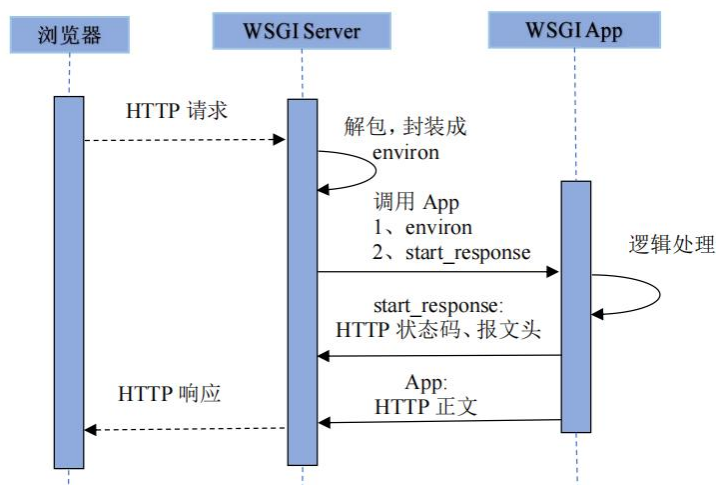 浏览器
WSGI Server
WSGI App
HTTP 请求
解包，封装成
environ
调用 App
1、environ
2、start_response
逻辑处理
start_response:
HTTP 状态码、报文头
App:
HTTP 正文
HTTP 响应